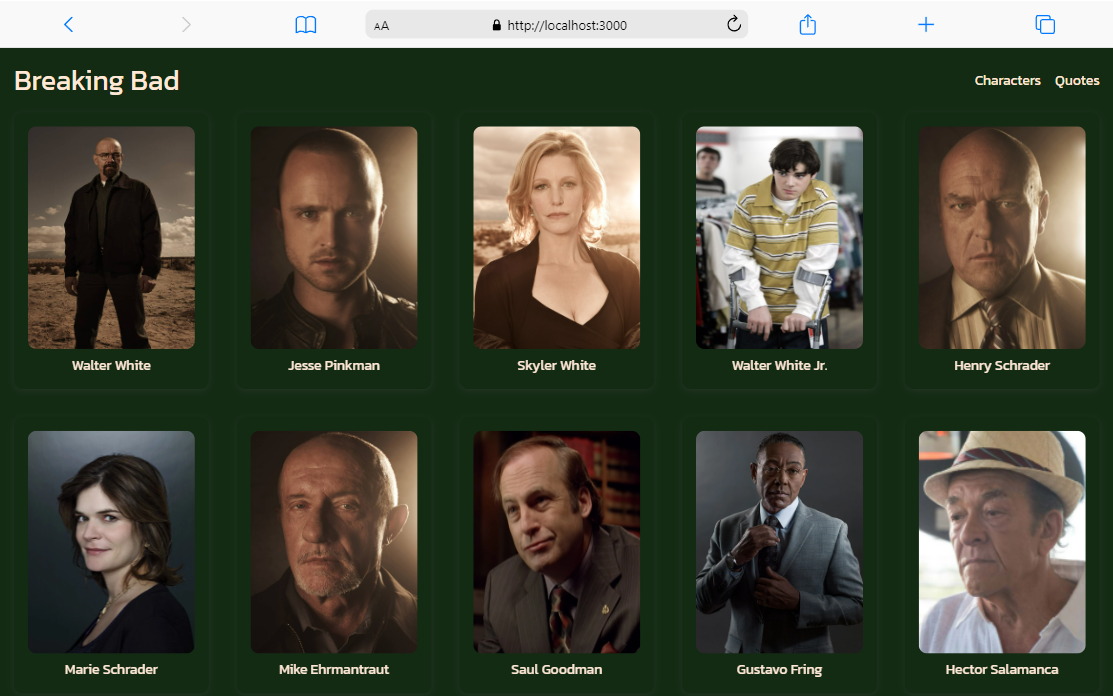 AA http://localhost:3000
Breaking Bad Characters Quotes
Walter White Jesse Pinkman Skyler White Walter White Jr. Henry Schrader
Marie Schrader Mike Ehrmantraut Saul Goodman Gustavo Fring Hector Salamanca